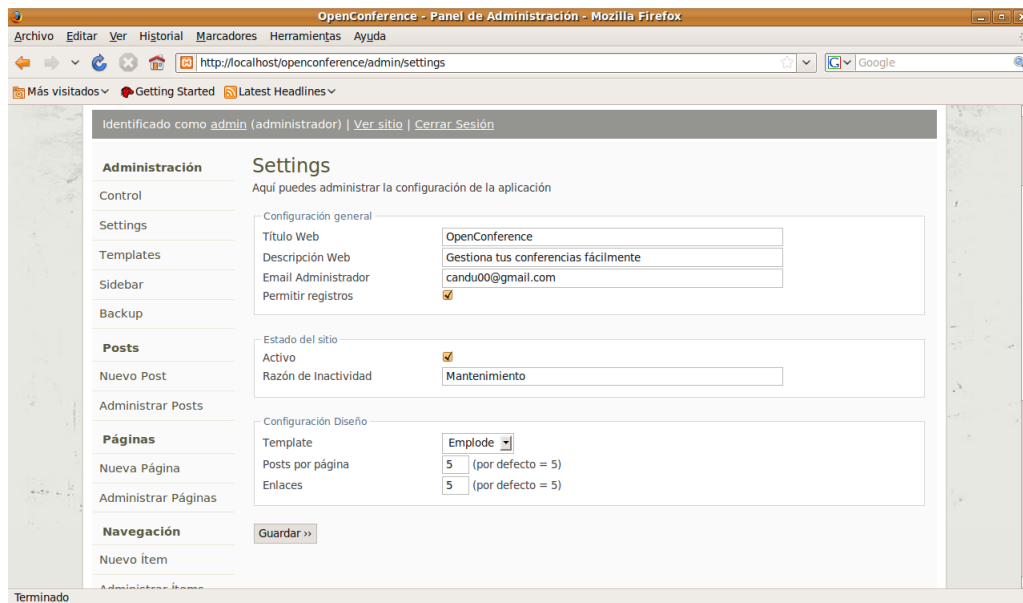 OpenConference - Panel de Administración - Mozilla Firefox
Archivo Editar Ver Historial Marcadores Herramientas Ayuda
http://localhost/openconference/admin/settings
G Google
Más visitados Getting Started Latest Headlines
Identificado como admin (administrador) | Ver sitio | Cerrar Sesión
Administración
Control
Settings
Templates
Sidebar
Backup
Posts
Nuevo Post
Administrar Posts
Páginas
Nueva Página
Administrar Páginas
Navegación
Nuevo Ítem
Administrar Ítems
Settings
Aquí puedes administrar la configuración de la aplicación
Configuración general
Título Web OpenConference
Descripción Web Gestiona tus conferencias fácilmente
Email Administrador candu00@gmail.com
Permitir registros
Estado del sitio
Activo
Razón de Inactividad Mantenimiento
Configuración Diseño
Template Emplode
Posts por página 5 (por defecto = 5)
Enlaces 5 (por defecto = 5)
Guardar ››
Terminado